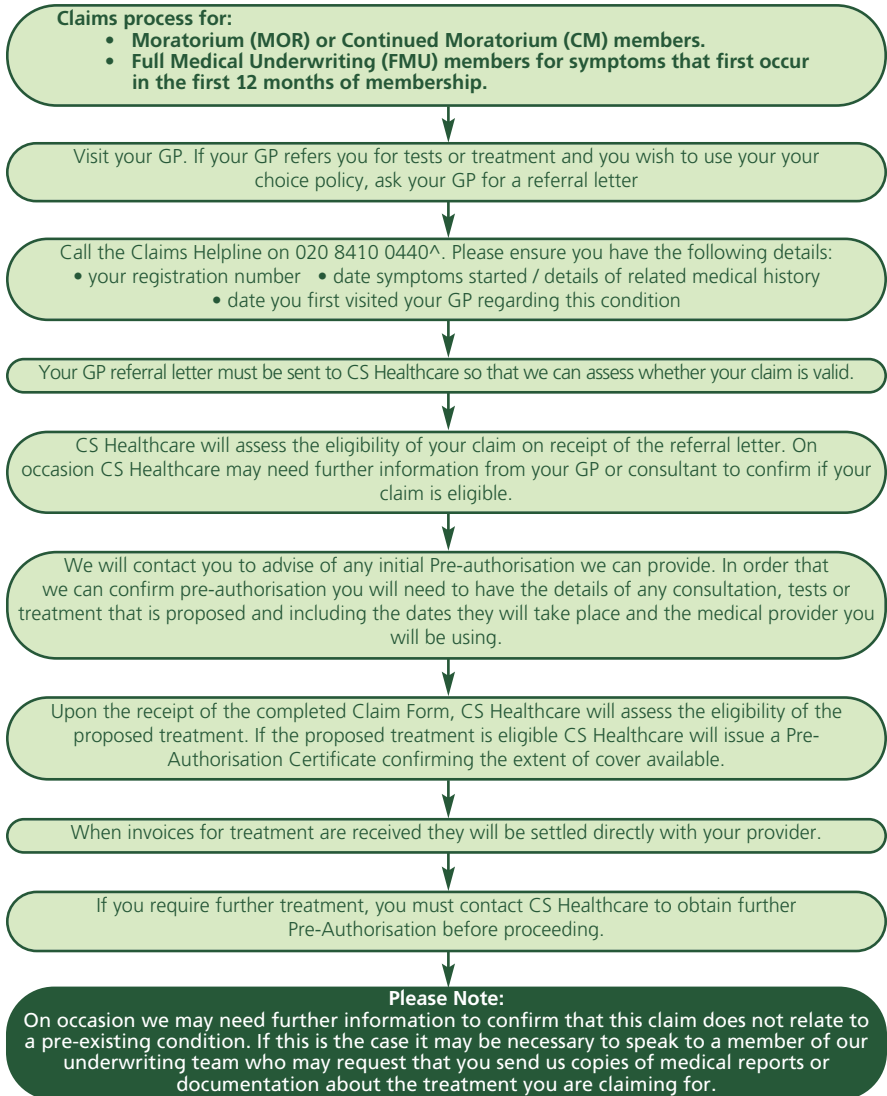 Claims process for:
• Moratorium (MOR) or Continued Moratorium (CM) members.
• Full Medical Underwriting (FMU) members for symptoms that first occur
in the first 12 months of membership.
Visit your GP. If your GP refers you for tests or treatment and you wish to use your your
choice policy, ask your GP for a referral letter
Call the Claims Helpline on 020 8410 0440^. Please ensure you have the following details:
• your registration number • date symptoms started / details of related medical history
• date you first visited your GP regarding this condition
Your GP referral letter must be sent to CS Healthcare so that we can assess whether your claim is valid.
CS Healthcare will assess the eligibility of your claim on receipt of the referral letter. On
occasion CS Healthcare may need further information from your GP or consultant to confirm if your
claim is eligible.
We will contact you to advise of any initial Pre-authorisation we can provide. In order that
we can confirm pre-authorisation you will need to have the details of any consultation, tests or
treatment that is proposed and including the dates they will take place and the medical provider you
will be using.
Upon the receipt of the completed Claim Form, CS Healthcare will assess the eligibility of the
proposed treatment. If the proposed treatment is eligible CS Healthcare will issue a Pre-
Authorisation Certificate confirming the extent of cover available.
When invoices for treatment are received they will be settled directly with your provider.
If you require further treatment, you must contact CS Healthcare to obtain further
Pre-Authorisation before proceeding.
Please Note:
On occasion we may need further information to confirm that this claim does not relate to
a pre-existing condition. If this is the case it may be necessary to speak to a member of our
underwriting team who may request that you send us copies of medical reports or
documentation about the treatment you are claiming for.